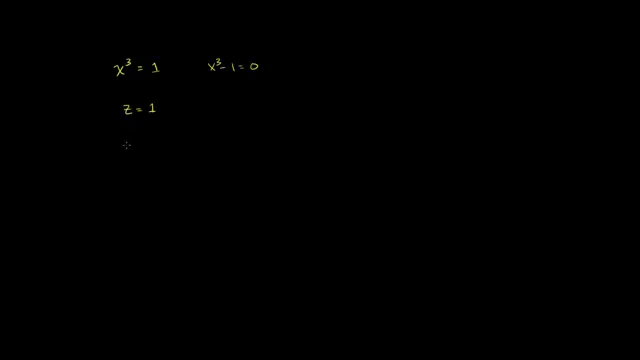 x³ = 1 x³ - 1 = 0
z = 1